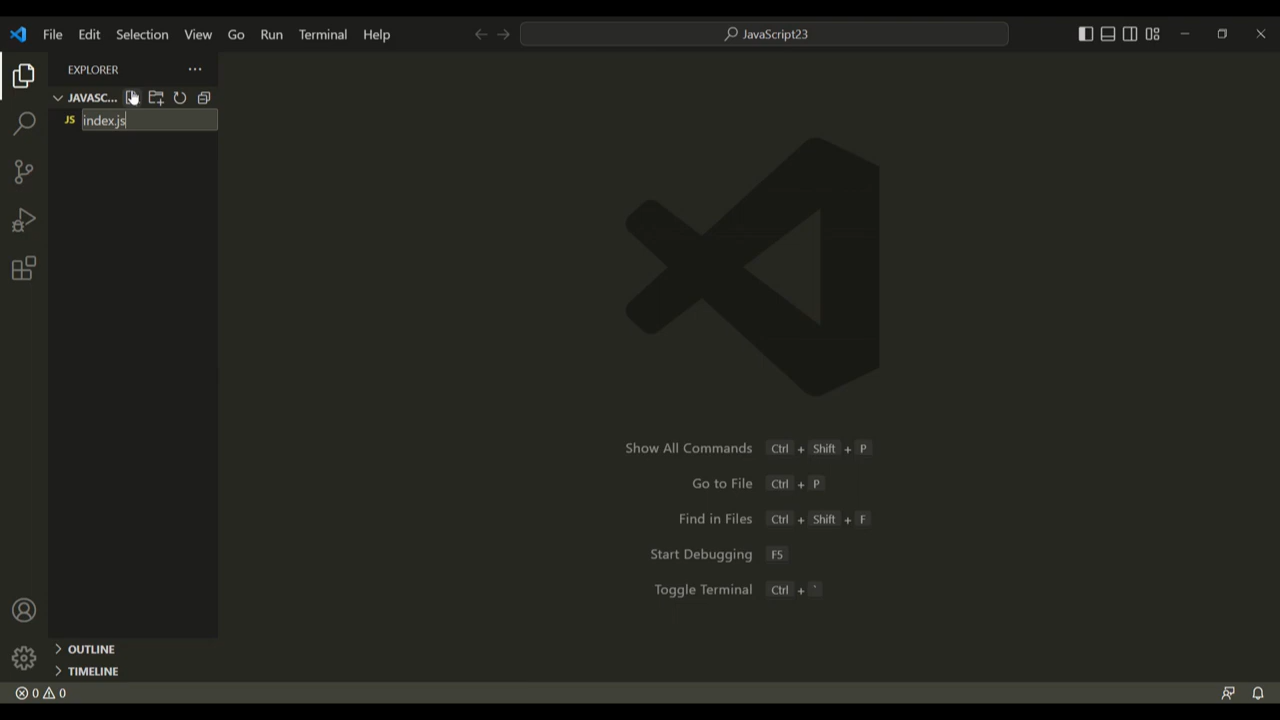 File Edit Selection View Go Run Terminal Help
JavaScript23
EXPLORER
JAVASC...
JS index.js
Show All Commands Ctrl + Shift + P
Go to File Ctrl + P
Find in Files Ctrl + Shift + F
Start Debugging F5
Toggle Terminal Ctrl + `
OUTLINE
TIMELINE
0 0